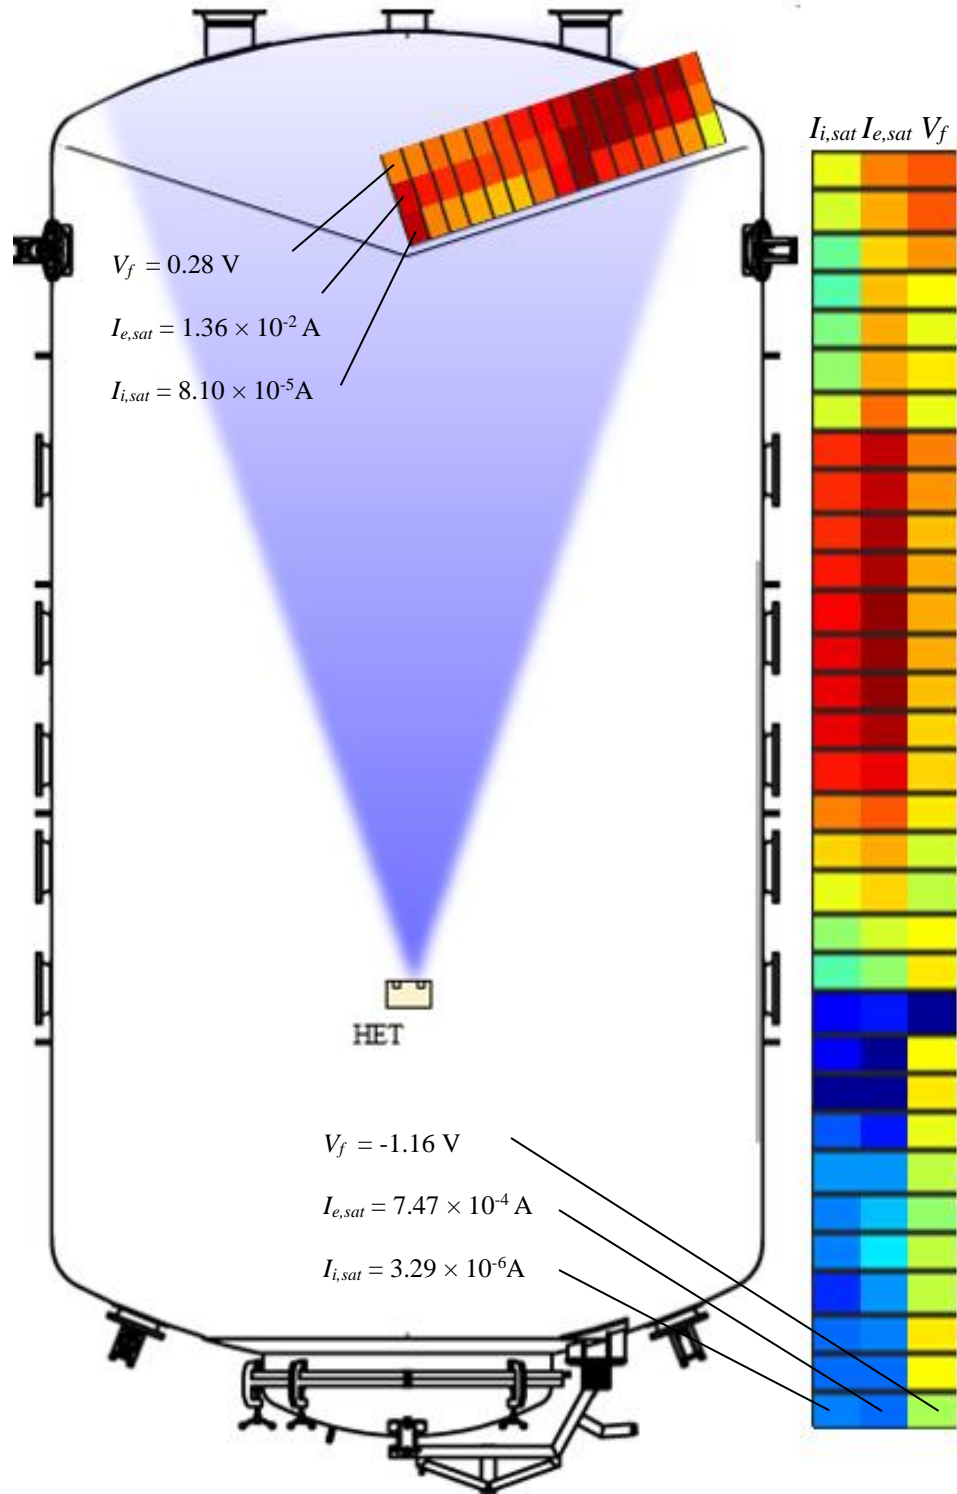 I_{i,sat} I_{e,sat} V_f
V_f = 0.28 V
I_{e,sat} = 1.36 × 10^{-2} A
I_{i,sat} = 8.10 × 10^{-5}A
HET
V_f = -1.16 V
I_{e,sat} = 7.47 × 10^{-4} A
I_{i,sat} = 3.29 × 10^{-6}A